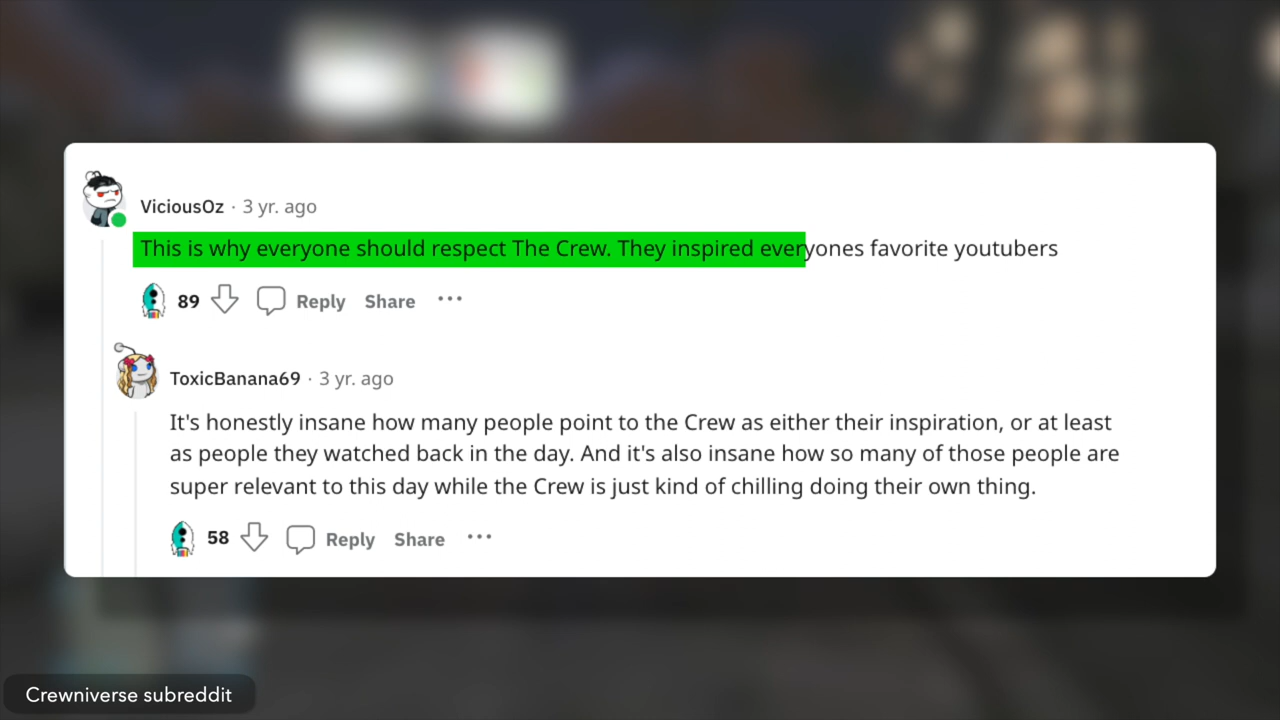 ViciousOz · 3 yr. ago
This is why everyone should respect The Crew. They inspired everyones favorite youtubers
89 Reply Share ···
ToxicBanana69 · 3 yr. ago
It's honestly insane how many people point to the Crew as either their inspiration, or at least
as people they watched back in the day. And it's also insane how so many of those people are
super relevant to this day while the Crew is just kind of chilling doing their own thing.
58 Reply Share ···
Crewniverse subreddit